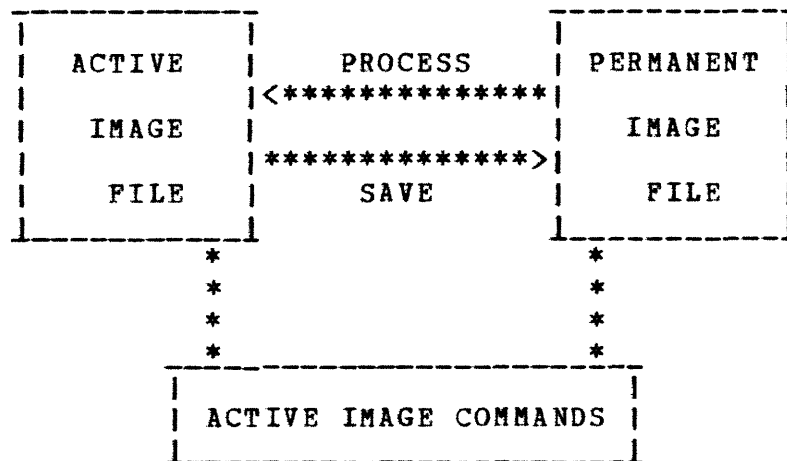 ACTIVE PROCESS PERMANENT
IMAGE IMAGE
FILE SAVE FILE
ACTIVE IMAGE COMMANDS